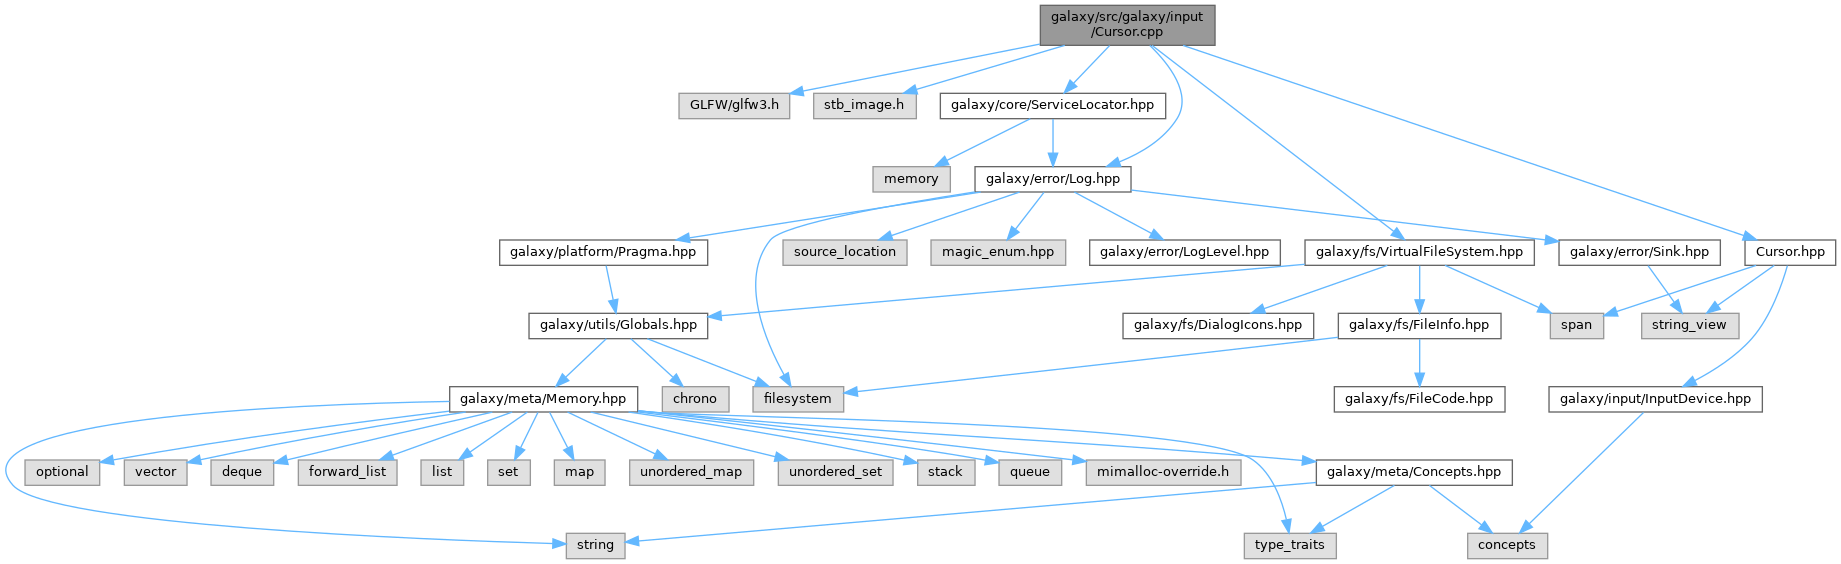 galaxy/src/galaxy/input
/Cursor.cpp
GLFW/glfw3.h
stb_image.h
galaxy/core/ServiceLocator.hpp
memory
galaxy/error/Log.hpp
galaxy/platform/Pragma.hpp
source_location
magic_enum.hpp
galaxy/error/LogLevel.hpp
galaxy/fs/VirtualFileSystem.hpp
galaxy/error/Sink.hpp
Cursor.hpp
galaxy/utils/Globals.hpp
galaxy/fs/DialogIcons.hpp
galaxy/fs/FileInfo.hpp
span
string_view
galaxy/meta/Memory.hpp
chrono
filesystem
galaxy/fs/FileCode.hpp
galaxy/input/InputDevice.hpp
optional
vector
deque
forward_list
list
set
map
unordered_map
unordered_set
stack
queue
mimalloc-override.h
galaxy/meta/Concepts.hpp
string
type_traits
concepts